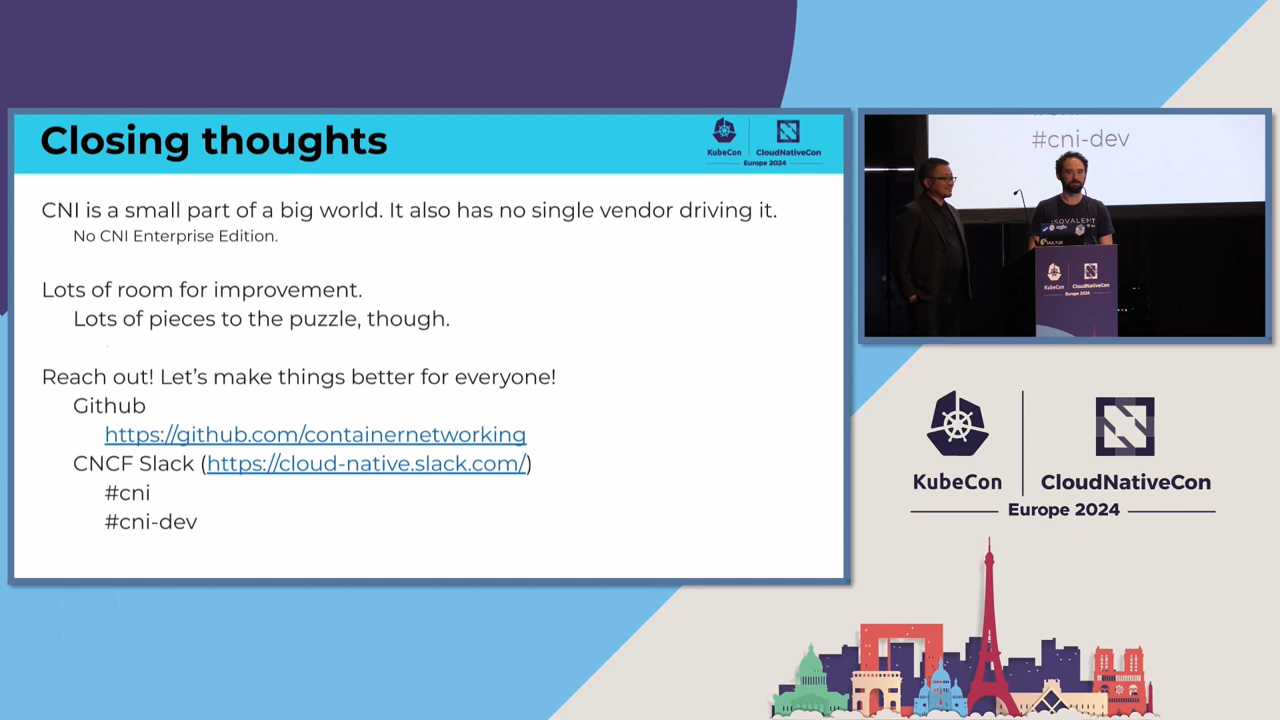 Closing thoughts
KubeCon
CloudNativeCon
Europe 2024
CNI is a small part of a big world. It also has no single vendor driving it.
No CNI Enterprise Edition.
Lots of room for improvement.
Lots of pieces to the puzzle, though.
Reach out! Let’s make things better for everyone!
Github
https://github.com/containernetworking
CNCF Slack (https://cloud-native.slack.com/)
#cni
#cni-dev
#cni-dev
ISOVALENT
KubeCon
CloudNativeCon
Europe 2024
KubeCon
CloudNativeCon
Europe 2024